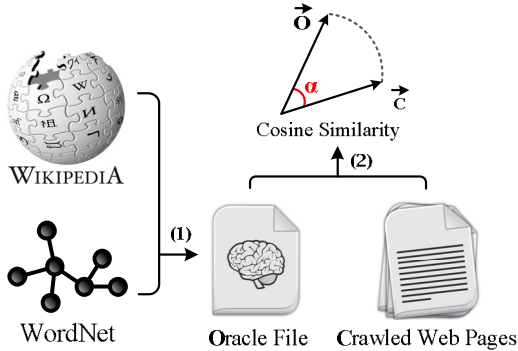 O
α
C
Cosine Similarity
Ω
W
И
WIKIPEDIA
(2)
(1)
WordNet
Oracle File
Crawled Web Pages